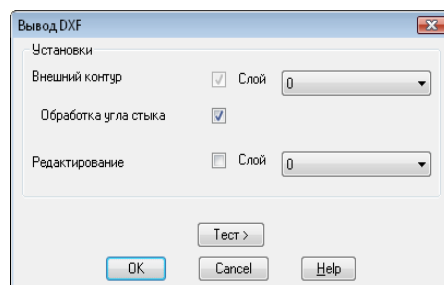 Вывод DXF
Установки
Внешний контур Слой 0
Обработка угла стыка
Редактирование Слой 0
Тест >
OK Cancel Help